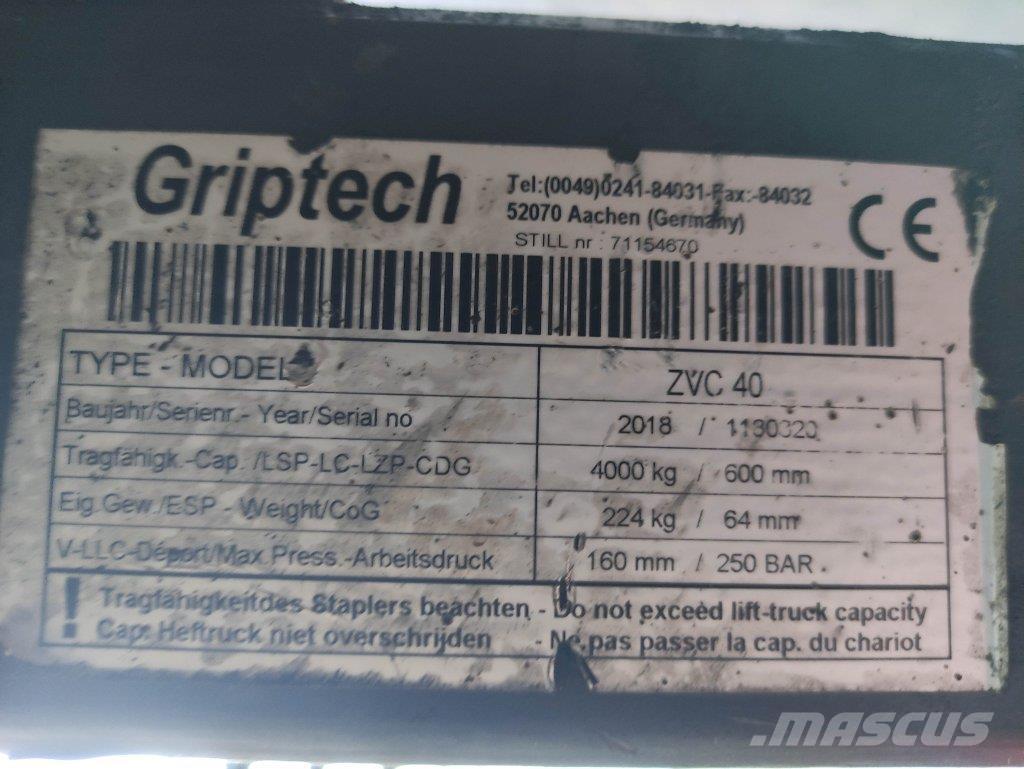 Griptech
Tel:(0049)0241-84031-Fax:-84032
52070 Aachen (Germany)
STILL nr : 71154670
CE
TYPE - MODEL ZVC 40
Baujahr/Serienr.- Year/Serial no 2018 /
Tragfähigk.-Cap. /LSP-LC-LZP-CDG 4000 kg / 600 mm
Eig.Gew./ESP - Weight/CoG 224 kg / 64 mm
V-LLC-Déport/Max.Press.-Arbeitsdruck 160 mm / 250 BAR .
! Tragfähigkeitdes Staplers beachten - Do not exceed lift-truck capacity
Cap. Heftruck niet overschrijden - Ne pas passer la cap. du chariot
MASCUS